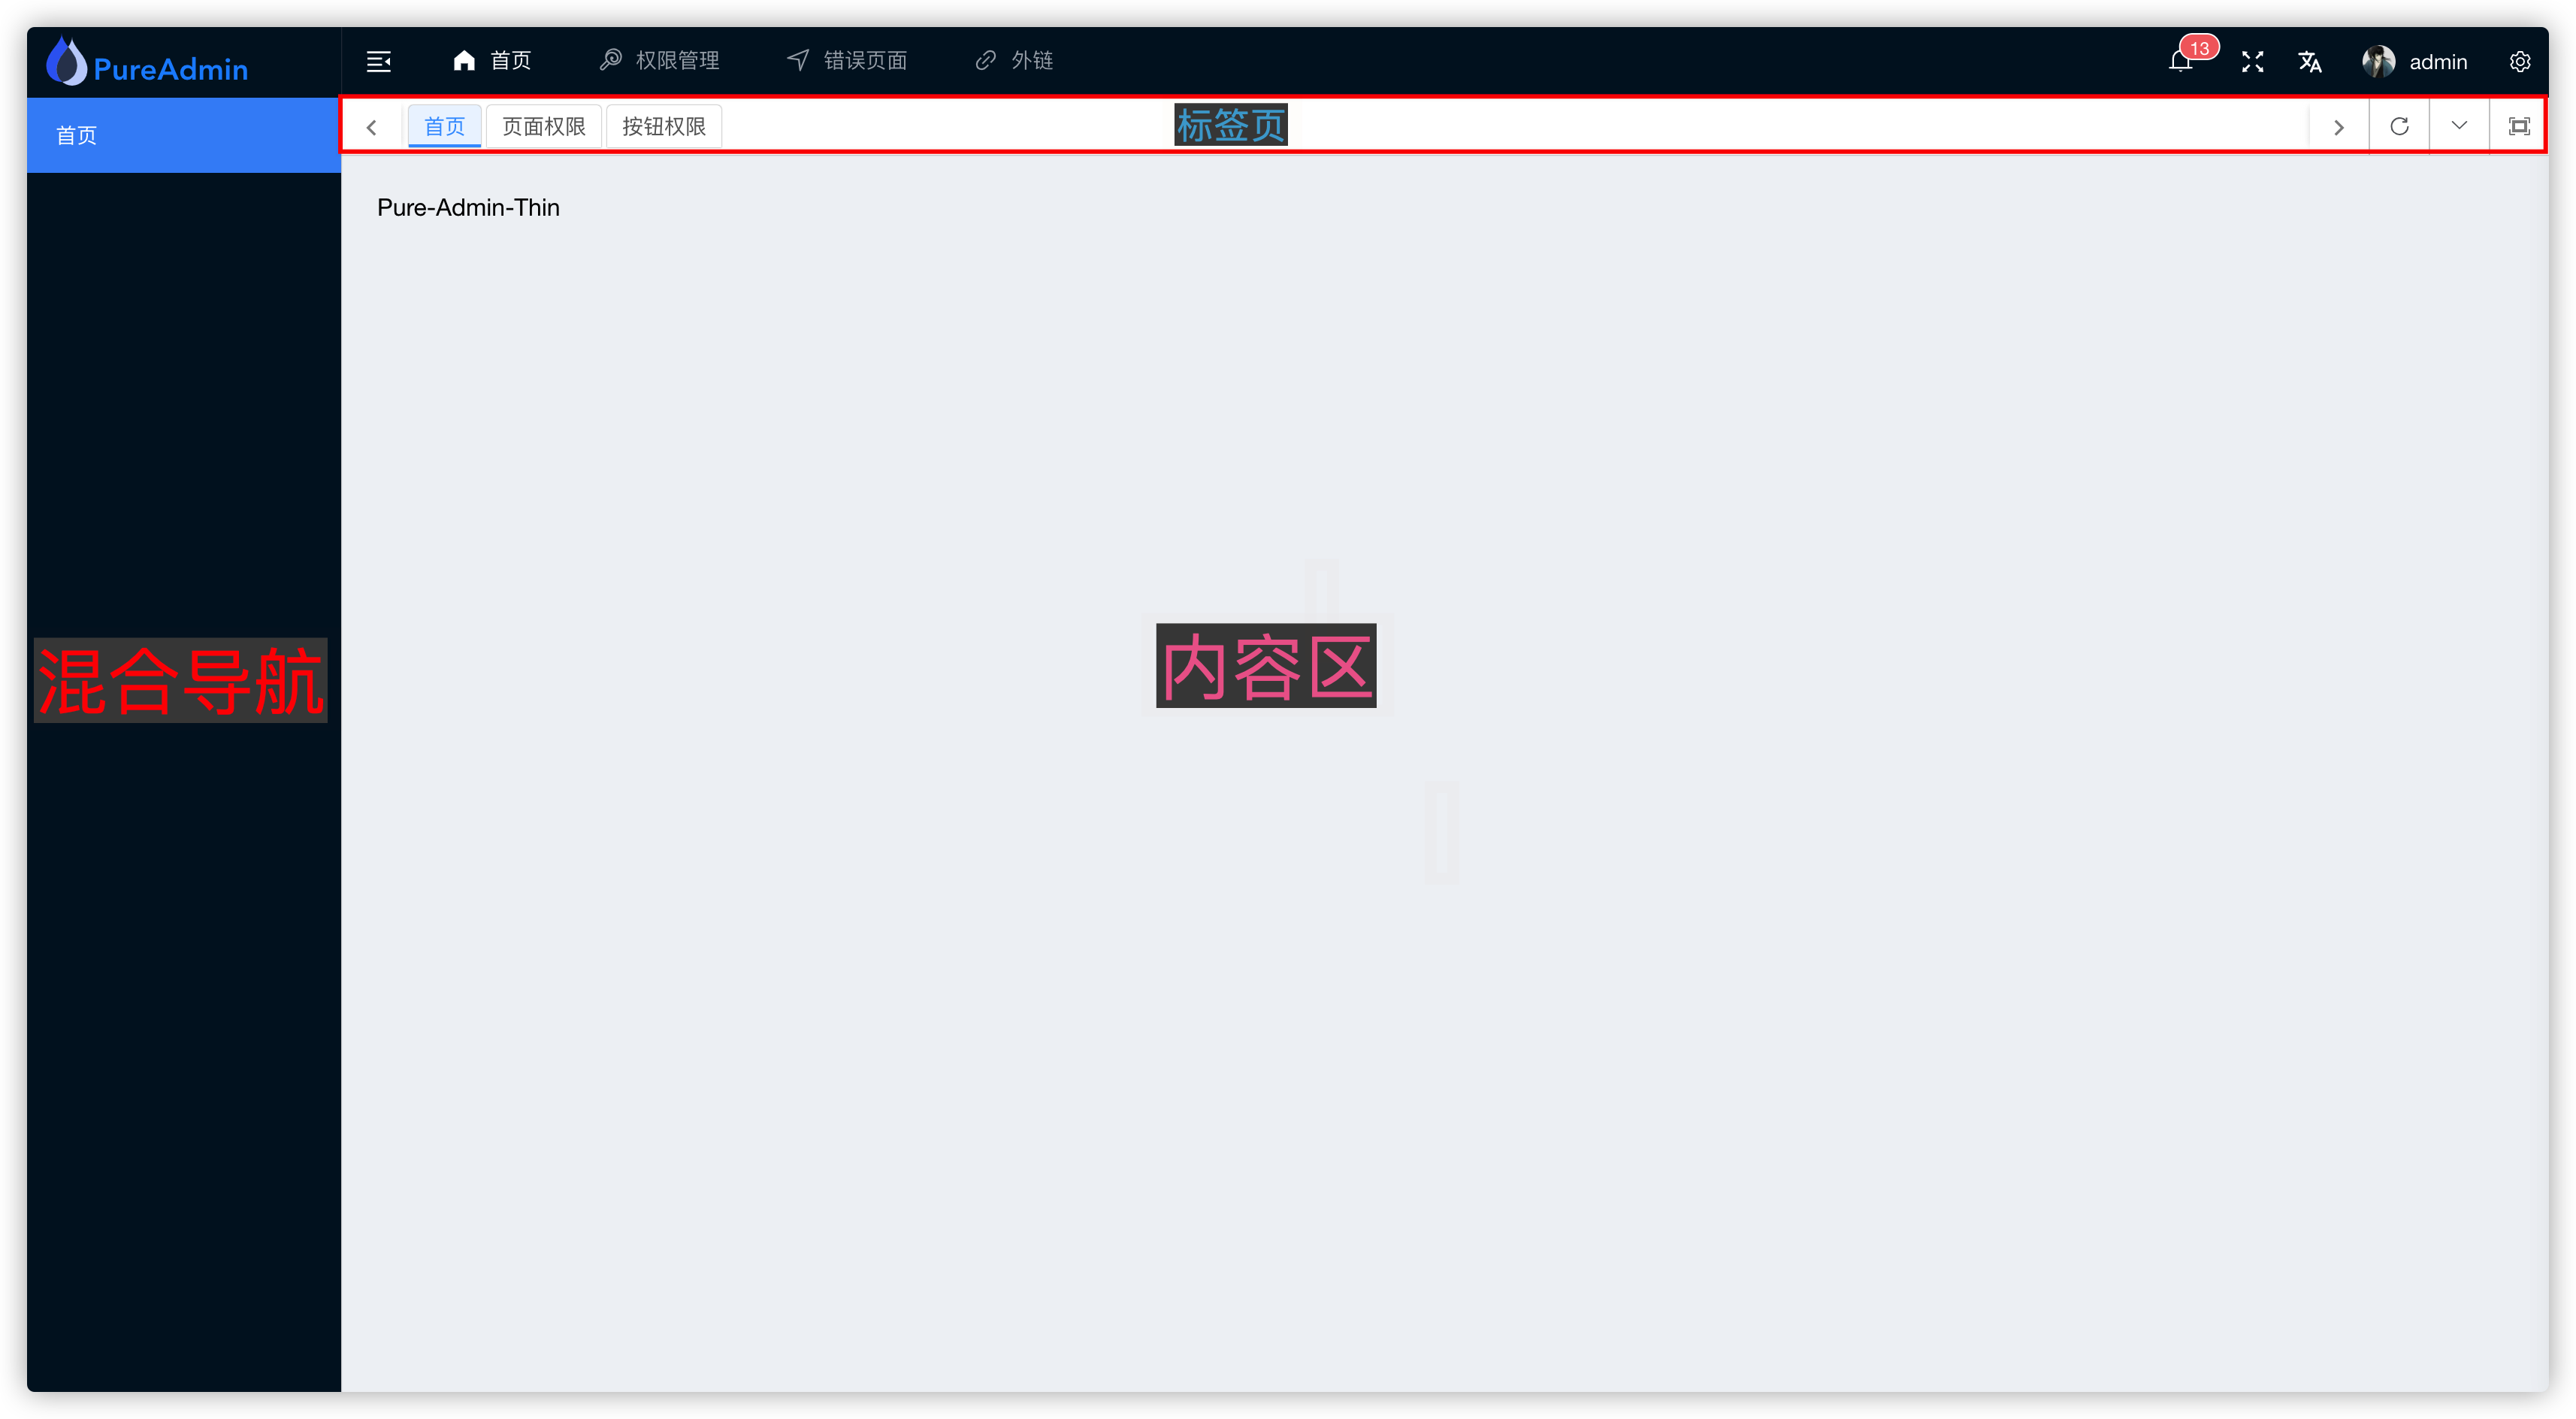 PureAdmin
首页
权限管理
错误页面
外链
13
admin
首页
首页
页面权限
按钮权限
标签页
Pure-Admin-Thin
内容区
混合导航